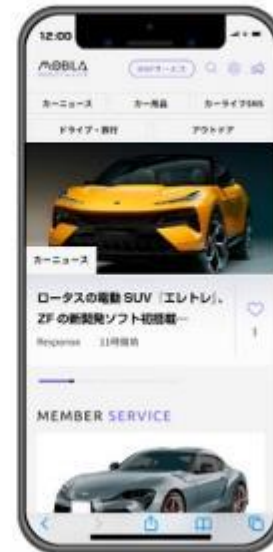 12:00
MOBLA
カーニュース カー用品 カーライフSNS
ドライブ・旅行 アウトドア
カーニュース
ロータスの電動 SUV『エレトレ』、
ZF の新開発ソフト初搭載…
1
Response 11時間前
MEMBER SERVICE